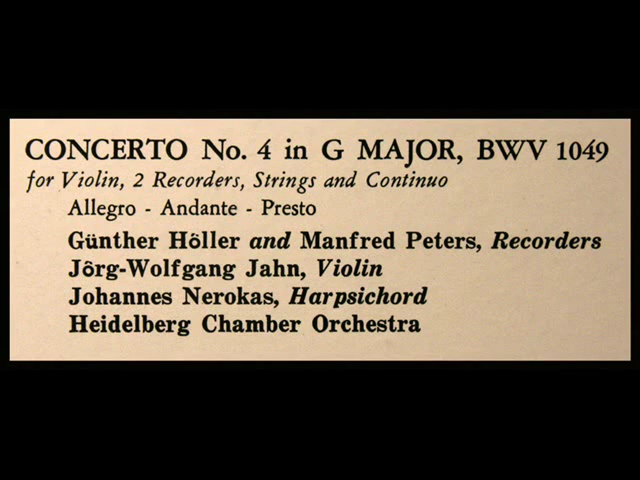 CONCERTO No. 4 in G MAJOR, BWV 1049
for Violin, 2 Recorders, Strings and Continuo
Allegro - Andante - Presto
Günther Höller and Manfred Peters, Recorders
Jörg-Wolfgang Jahn, Violin
Johannes Nerokas, Harpsichord
Heidelberg Chamber Orchestra